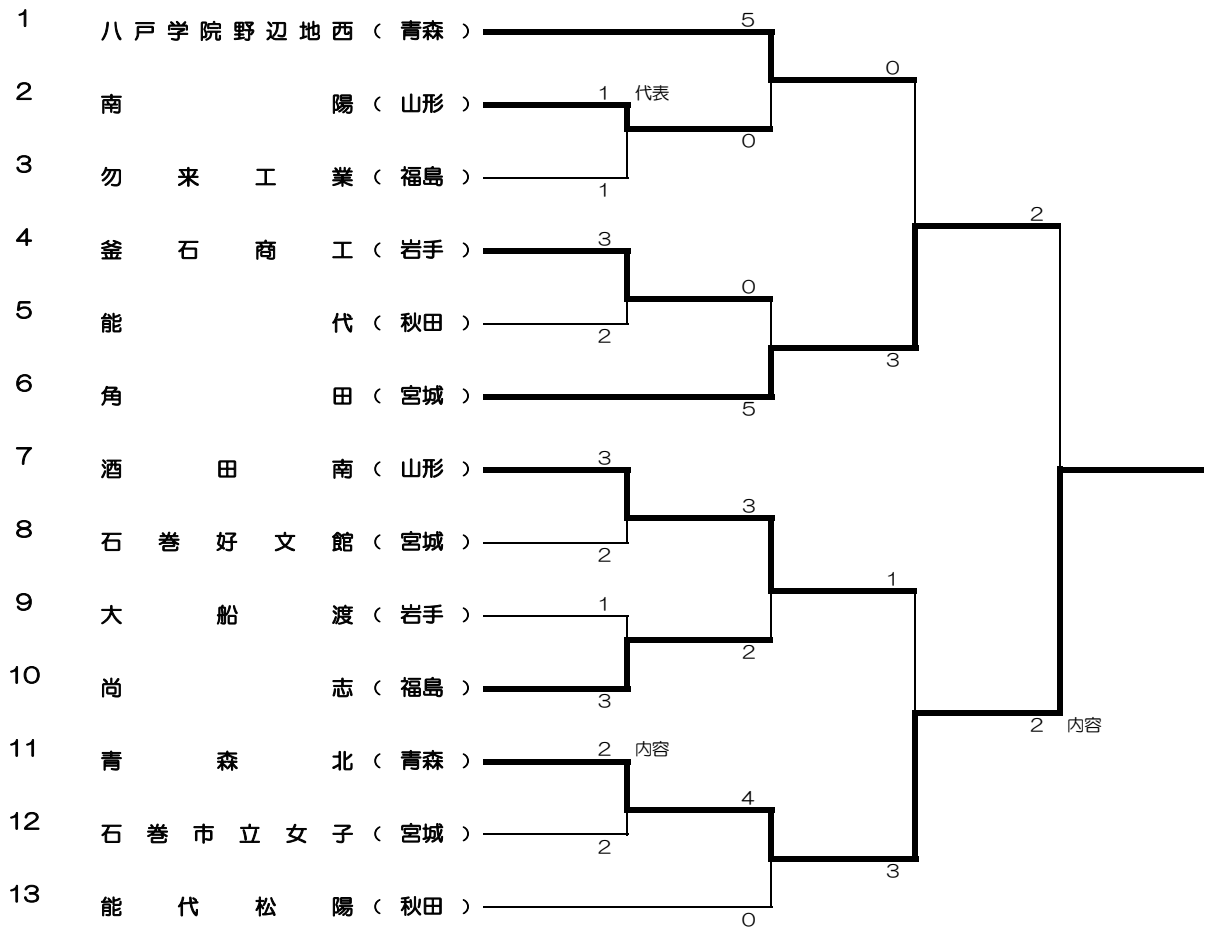 1 八戸学院野辺地西 ( 青森 ) 5
0
2 南陽 ( 山形 ) 1 代表
0
3 勿来工業 ( 福島 ) 1
2
4 釜石商工 ( 岩手 ) 3
0
5 能代 ( 秋田 ) 2
3
6 角田 ( 宮城 ) 5
7 酒田南 ( 山形 ) 3
3
8 石巻好文館 ( 宮城 ) 2
1
9 大船渡 ( 岩手 ) 1
2
10 尚志 ( 福島 ) 3
2 内容
11 青森北 ( 青森 ) 2 内容
4
12 石巻市立女子 ( 宮城 ) 2
3
13 能代松陽 ( 秋田 ) 0